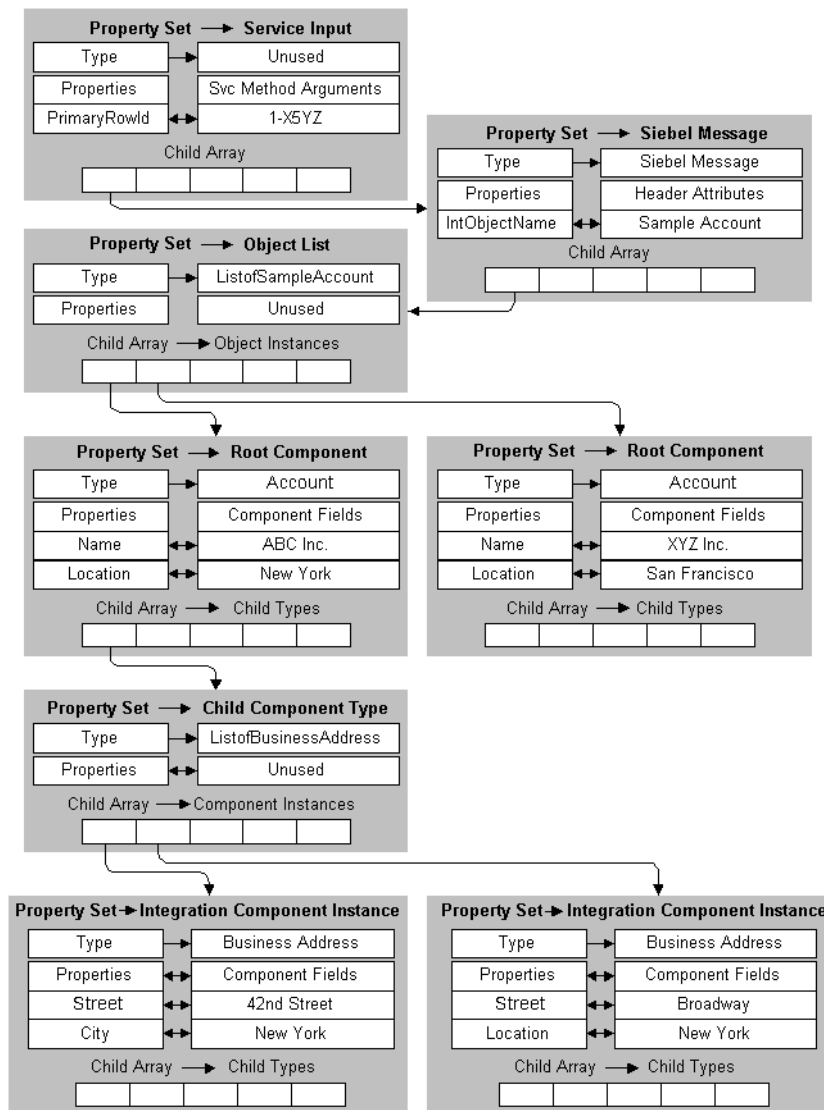 Property Set Service Input
Type Unused
Properties Svc Method Arguments
PrimaryRowId 1-X5YZ
Child Array
Property Set Siebel Message
Type Siebel Message
Properties Header Attributes
IntObjectName Sample Account
Child Array
Property Set Object List
Type ListofSampleAccount
Properties Unused
Child Array Object Instances
Property Set Root Component
Type Account
Properties Component Fields
Name ABC Inc.
Location New York
Child Array Child Types
Property Set Root Component
Type Account
Properties Component Fields
Name XYZ Inc.
Location San Francisco
Child Array Child Types
Property Set Child Component Type
Type ListofBusinessAddress
Properties Unused
Child Array Component Instances
Property Set Integration Component Instance
Type Business Address
Properties Component Fields
Street 42nd Street
City New York
Child Array Child Types
Property Set Integration Component Instance
Type Business Address
Properties Component Fields
Street Broadway
Location New York
Child Array Child Types